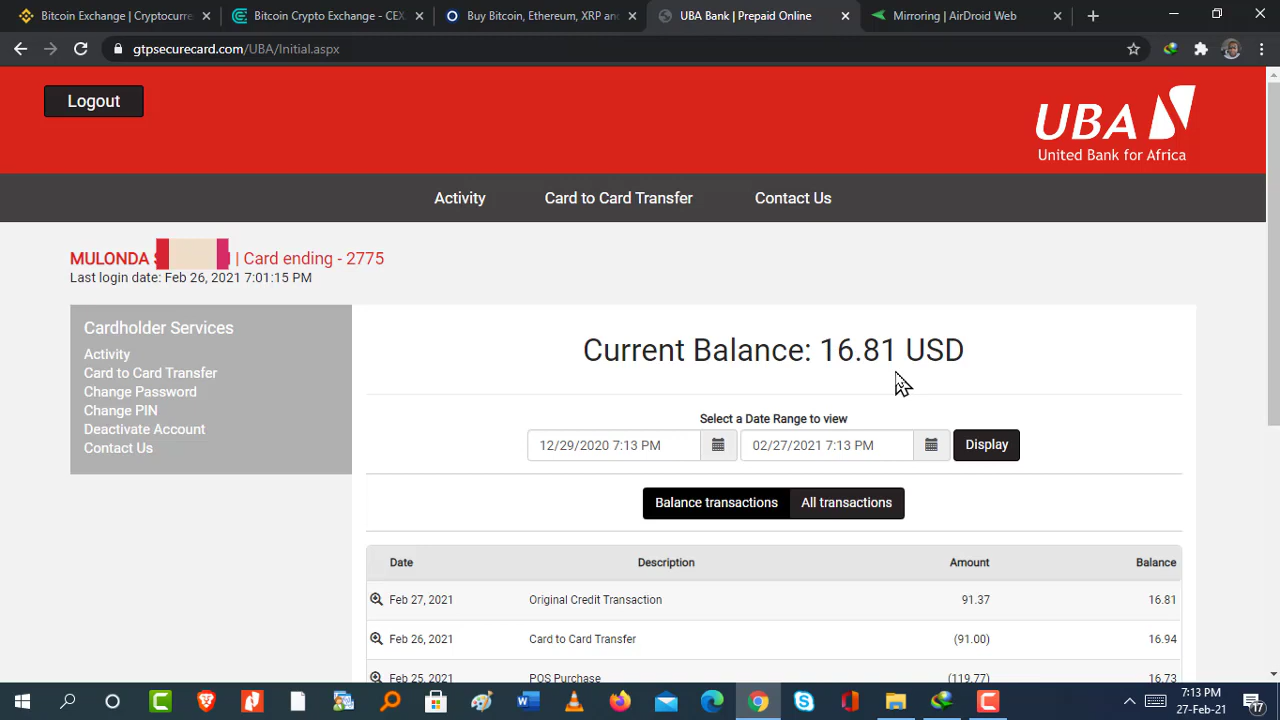 Bitcoin Exchange | Cryptocurre
Bitcoin Crypto Exchange - CEX.
Buy Bitcoin, Ethereum, XRP an
UBA Bank | Prepaid Online
Mirroring | AirDroid Web
gtpsecurecard.com/UBA/Initial.aspx
Logout
UBA
United Bank for Africa
Activity
Card to Card Transfer
Contact Us
MULONDA | Card ending - 2775
Last login date: Feb 26, 2021 7:01:15 PM
Cardholder Services
Activity
Card to Card Transfer
Change Password
Change PIN
Deactivate Account
Contact Us
Current Balance: 16.81 USD
Select a Date Range to view
12/29/2020 7:13 PM 02/27/2021 7:13 PM Display
Balance transactions All transactions
Date Description Amount Balance
Feb 27, 2021 Original Credit Transaction 91.37 16.81
Feb 26, 2021 Card to Card Transfer (91.00) 16.94
Feb 25, 2021 POS Purchase (119.77) 16.73
7:13 PM
27-Feb-21
17